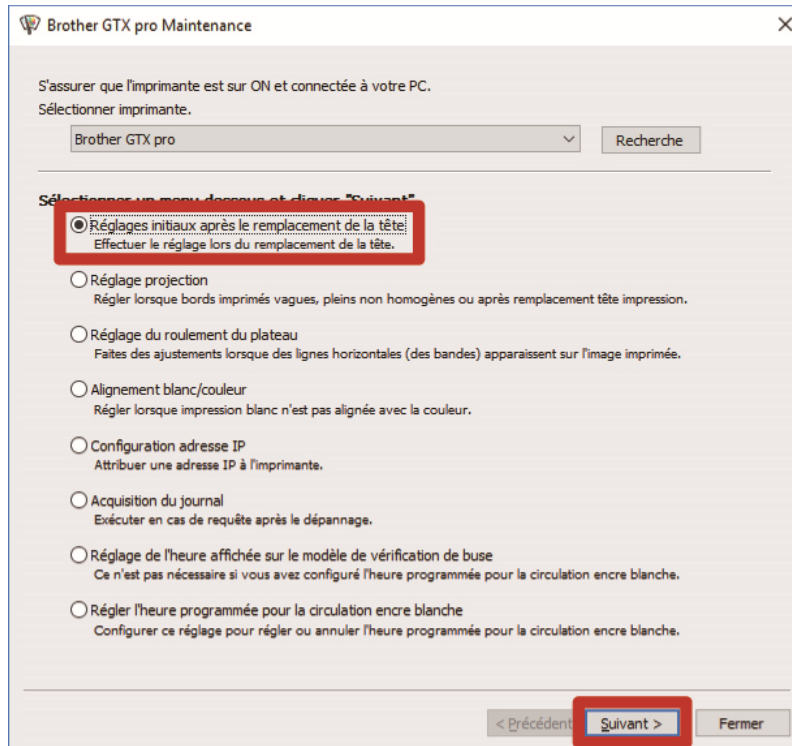 Brother GTX pro Maintenance
S'assurer que l'imprimante est sur ON et connectée à votre PC.
Sélectionner imprimante.
Brother GTX pro
Recherche
Sélectionner un menu dessous et cliquer "Suivant"
Réglages initiaux après le remplacement de la tête
Effectuer le réglage lors du remplacement de la tête.
Réglage projection
Régler lorsque bords imprimés vagues, pleins non homogènes ou après remplacement tête impression.
Réglage du roulement du plateau
Faites des ajustements lorsque des lignes horizontales (des bandes) apparaissent sur l'image imprimée.
Alignement blanc/couleur
Régler lorsque impression blanc n'est pas alignée avec la couleur.
Configuration adresse IP
Attribuer une adresse IP à l'imprimante.
Acquisition du journal
Exécuter en cas de requête après le dépannage.
Réglage de l'heure affichée sur le modèle de vérification de buse
Ce n'est pas nécessaire si vous avez configuré l'heure programmée pour la circulation encre blanche.
Régler l'heure programmée pour la circulation encre blanche
Configurer ce réglage pour régler ou annuler l'heure programmée pour la circulation encre blanche.
< Précédent Suivant > Fermer